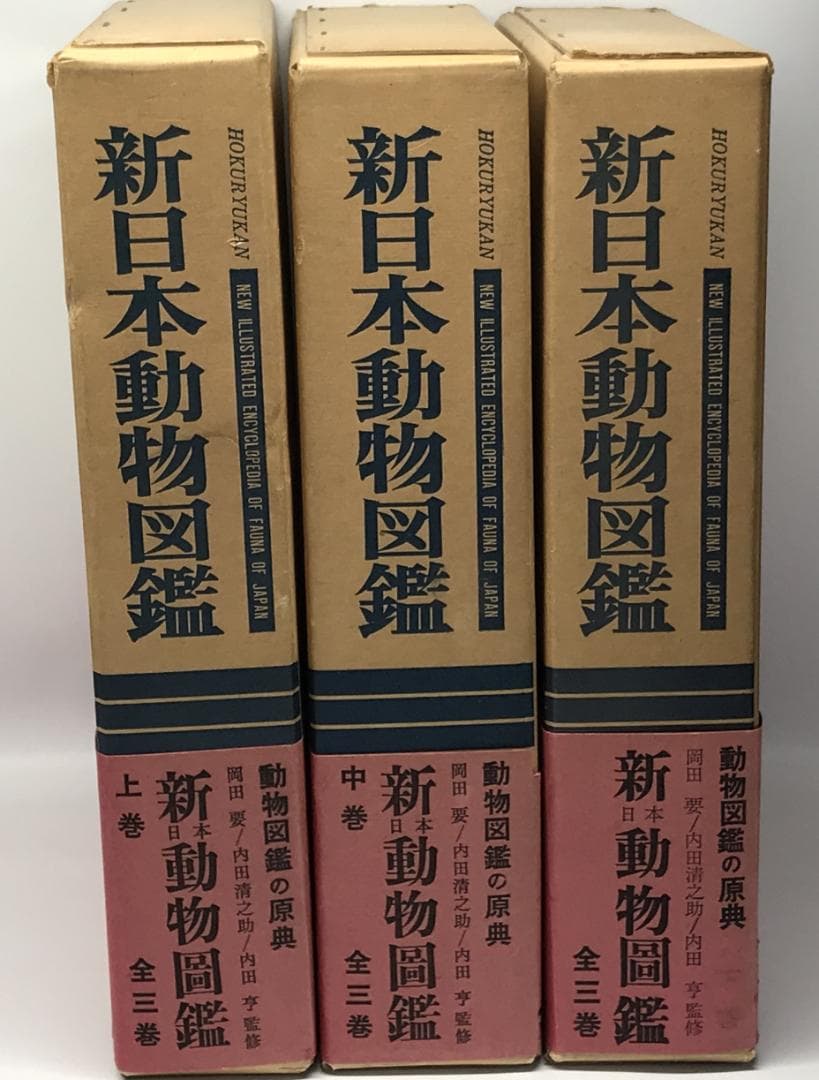 HOKURYUKAN
NEW ILLUSTRATED ENCYCLOPEDIA OF FAUNA OF JAPAN
新日本動物図鑑
動物図鑑の原典
岡田 要/内田清之助/内田 亨監修
新日本動物圖鑑
上巻
全三巻
HOKURYUKAN
NEW ILLUSTRATED ENCYCLOPEDIA OF FAUNA OF JAPAN
新日本動物図鑑
動物図鑑の原典
岡田 要/内田清之助/内田 亨監修
新日本動物圖鑑
中巻
全三巻
HOKURYUKAN
NEW ILLUSTRATED ENCYCLOPEDIA OF FAUNA OF JAPAN
新日本動物図鑑
動物図鑑の原典
岡田 要/内田清之助/内田 亨監修
新日本動物圖鑑
全三巻